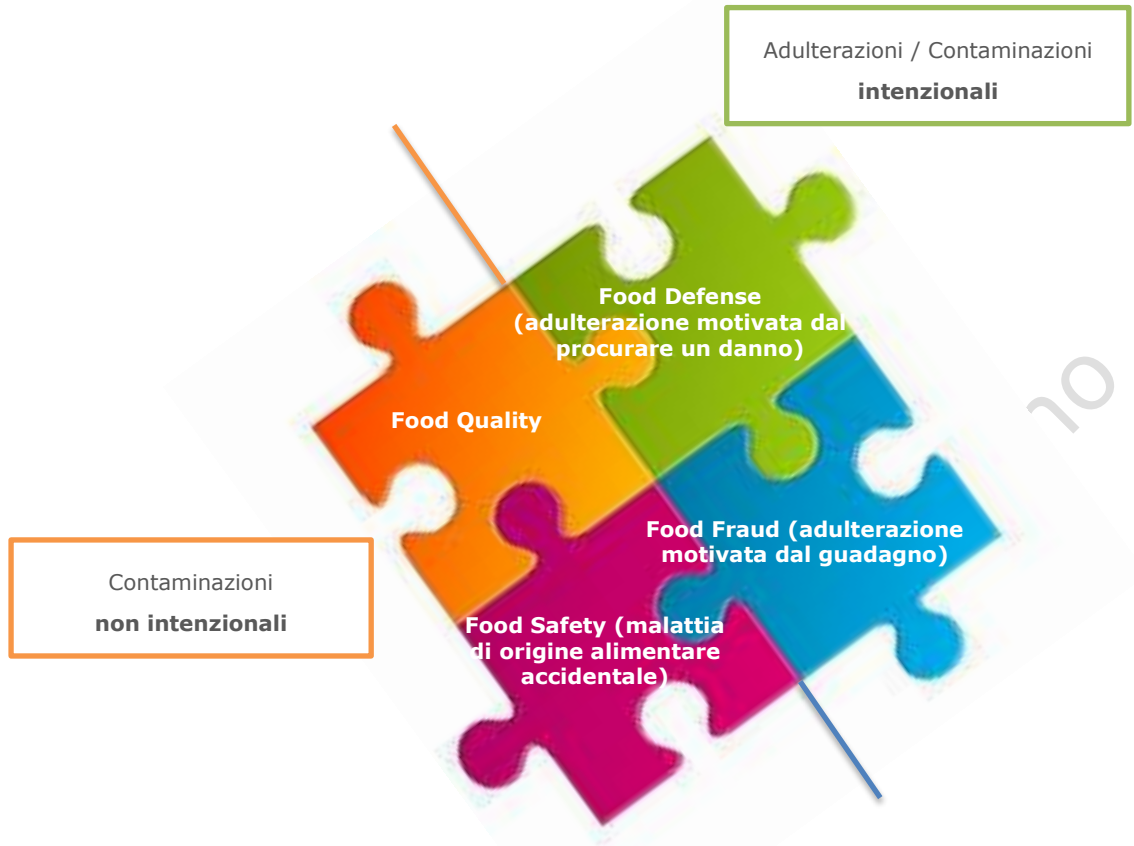 Adulterazioni / Contaminazioni
intenzionali
Food Defense
(adulterazione motivata dal
procurare un danno)
Food Quality
Food Fraud (adulterazione
motivata dal guadagno)
Contaminazioni
non intenzionali
Food Safety (malattia
di origine alimentare
accidentale)